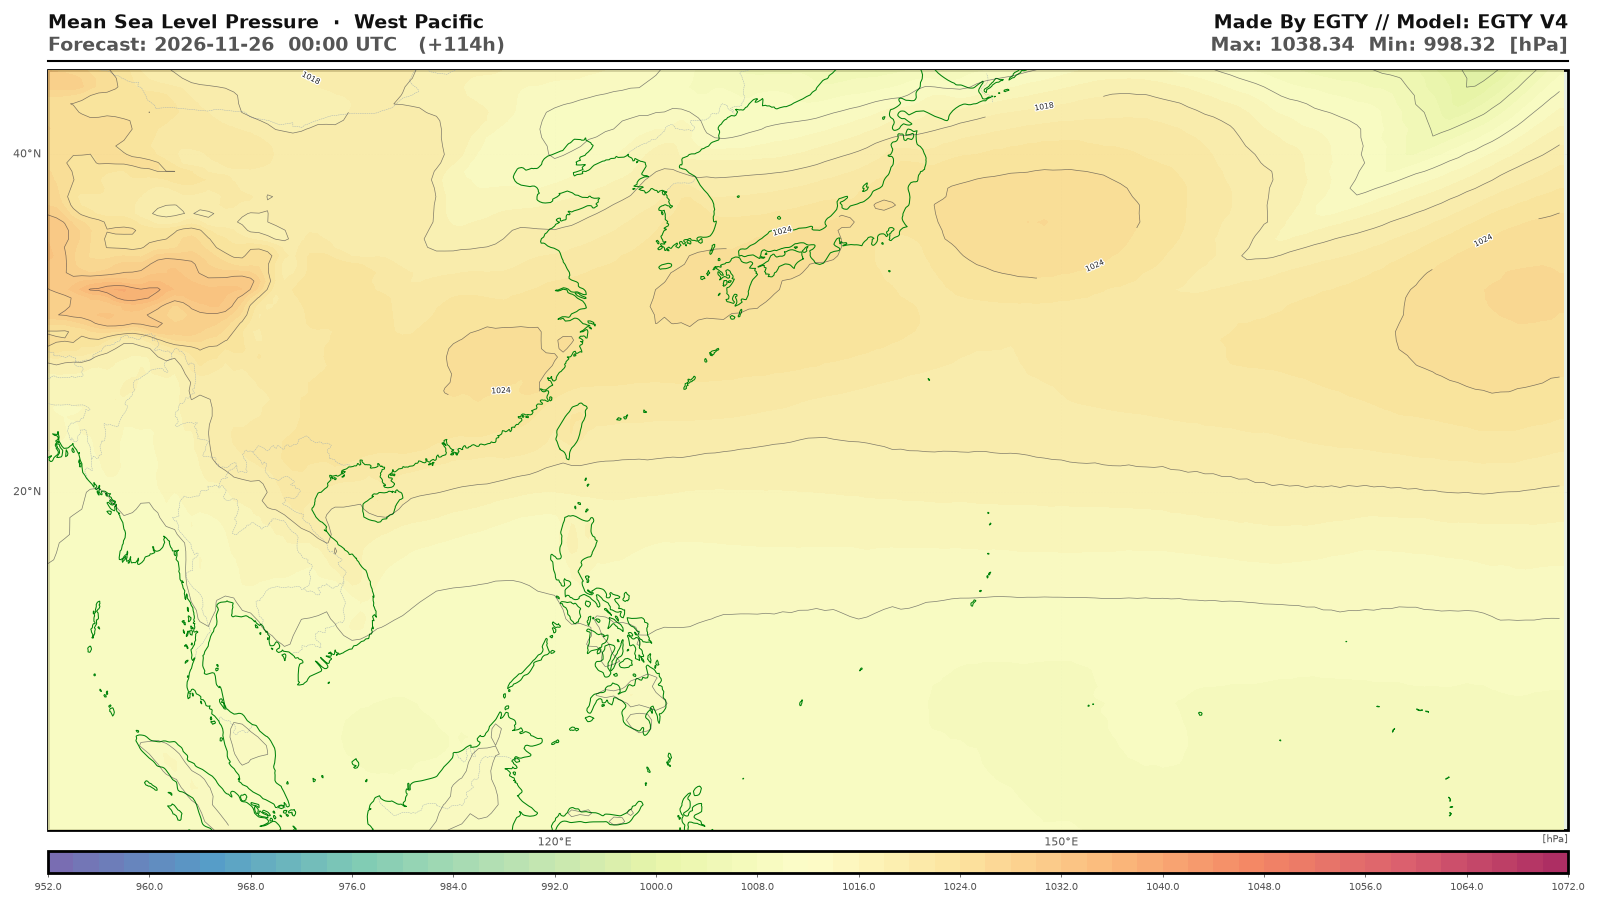 Mean Sea Level Pressure · West Pacific
Made By EGTY // Model: EGTY V4
Forecast: 2026-11-26 00:00 UTC (+114h)
Max: 1038.34 Min: 998.32 [hPa]
1018
1018
40°N
1024
1024
1024
1024
20°N
120°E
150°E
[hPa]
952.0
960.0
968.0
976.0
984.0
992.0
1000.0
1008.0
1016.0
1024.0
1032.0
1040.0
1048.0
1056.0
1064.0
1072.0